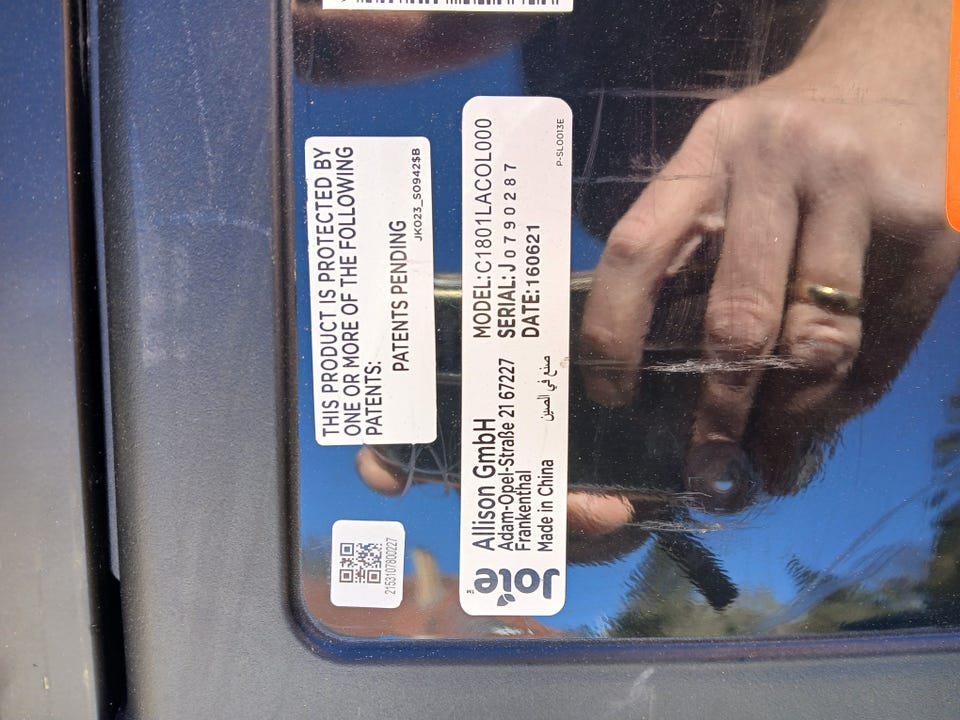 THIS PRODUCT IS PROTECTED BY
ONE OR MORE OF THE FOLLOWING
PATENTS:
PATENTS PENDING
JK023_S0942$B
2153107800227
Joie
TM
Allison GmbH
Adam-Opel-Straße 21 67227
Frankenthal
Made in China
صنع في الصين
MODEL:C1801LACOL000
SERIAL:J0790287
DATE:160621
P-SL0013E